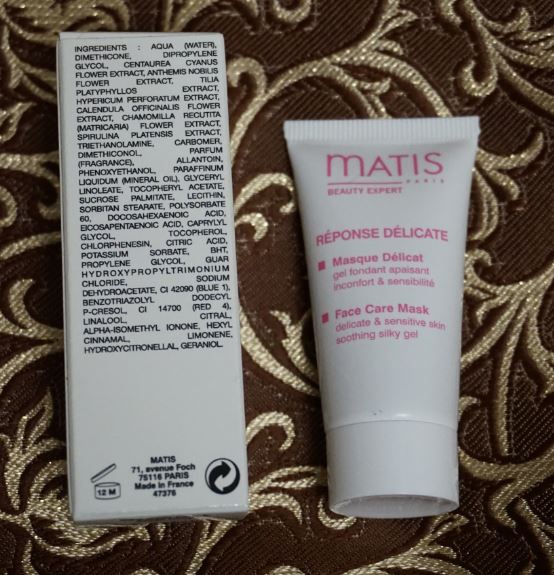 INGREDIENTS : AQUA (WATER),
DIMETHICONE, DIPROPYLENE
GLYCOL, CENTAUREA CYANUS
FLOWER EXTRACT, ANTHEMIS NOBILIS
FLOWER EXTRACT, TILIA
PLATYPHYLLOS EXTRACT,
HYPERICUM PERFORATUM EXTRACT,
CALENDULA OFFICINALIS FLOWER
EXTRACT, CHAMOMILLA RECUTITA
(MATRICARIA) FLOWER EXTRACT,
SPIRULINA PLATENSIS EXTRACT,
TRIETHANOLAMINE, CARBOMER,
DIMETHICONOL, PARFUM
(FRAGRANCE), ALLANTOIN,
PHENOXYETHANOL, PARAFFINUM
LIQUIDUM (MINERAL OIL), GLYCERYL
LINOLEATE, TOCOPHERYL ACETATE,
SUCROSE PALMITATE, LECITHIN,
SORBITAN STEARATE, POLYSORBATE
60, DOCOSAHEXAENOIC ACID,
EICOSAPENTAENOIC ACID, CAPRYLYL
GLYCOL, TOCOPHEROL,
CHLORPHENESIN, CITRIC ACID,
POTASSIUM SORBATE, BHT,
PROPYLENE GLYCOL, GUAR
HYDROXYPROPYLTRIMONIUM
CHLORIDE, SODIUM
DEHYDROACETATE, CI 42090 (BLUE 1),
BENZOTRIAZOLYL DODECYL
P-CRESOL, CI 14700 (RED 4),
LINALOOL, CITRAL,
ALPHA-ISOMETHYL IONONE, HEXYL
CINNAMAL, LIMONENE,
HYDROXYCITRONELLAL, GERANIOL.
MATIS
71, avenue Foch
75116 PARIS
Made in France
47376
12 M
MATIS
PARIS
BEAUTY EXPERT
RÉPONSE DÉLICATE
Masque Délicat
gel fondant apaisant
inconfort & sensibilité
Face Care Mask
delicate & sensitive skin
soothing silky gel